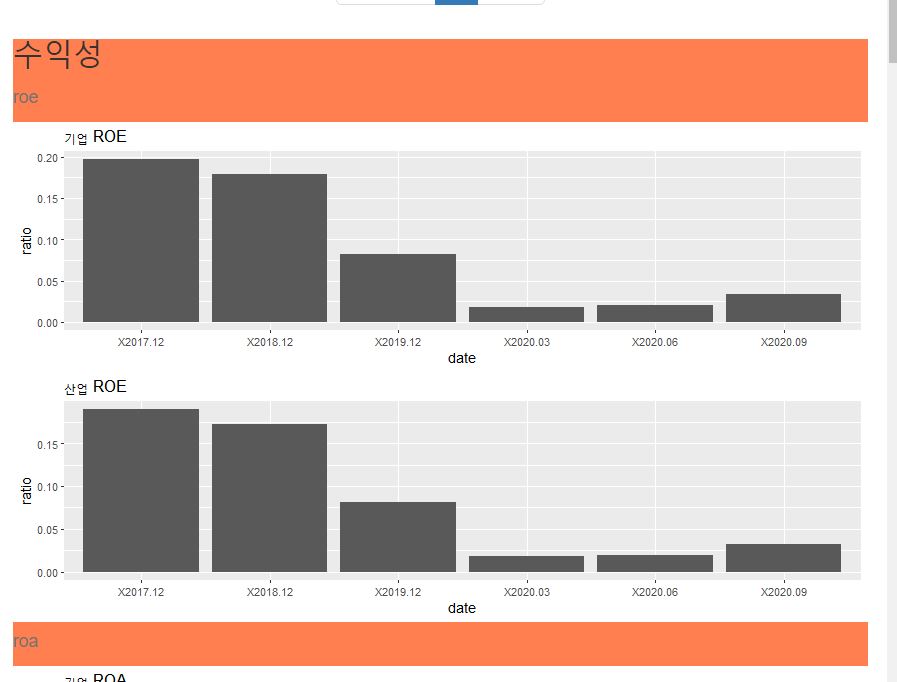 수익성
roe
기업 ROE
0.20
0.15
ratio
0.10
0.05
0.00
X2017.12 X2018.12 X2019.12 X2020.03 X2020.06 X2020.09
date
산업 ROE
0.15
ratio
0.10
0.05
0.00
X2017.12 X2018.12 X2019.12 X2020.03 X2020.06 X2020.09
date
roa
기업 ROA